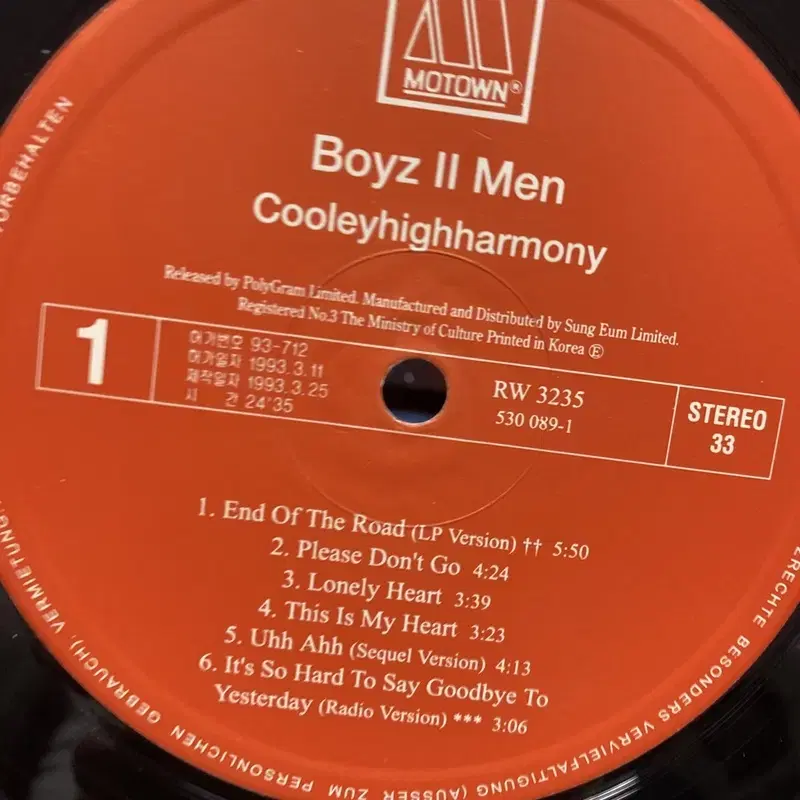 MOTOWN®
Boyz II Men
Cooleyhighharmony
Released by PolyGram Limited. Manufactured and Distributed by Sung Eum Limited.
Registered No.3 The Ministry of Culture Printed in Korea Ⓔ
1
허가번호 93-712
허가일자 1993.3.11
제작일자 1993.3.25
시 간 24'35
RW 3235
530 089-1
STEREO
33
1. End Of The Road (LP Version) †† 5:50
2. Please Don't Go 4:24
3. Lonely Heart 3:39
4. This Is My Heart 3:23
5. Uhh Ahh (Sequel Version) 4:13
6. It's So Hard To Say Goodbye To
Yesterday (Radio Version) *** 3:06
VORBEHALTEN
BESONDERS VERVIELFÄLTIGUNG (AUSSER ZUM PERSÖNLICHEN GEBRAUCH), VERMIETUNG,